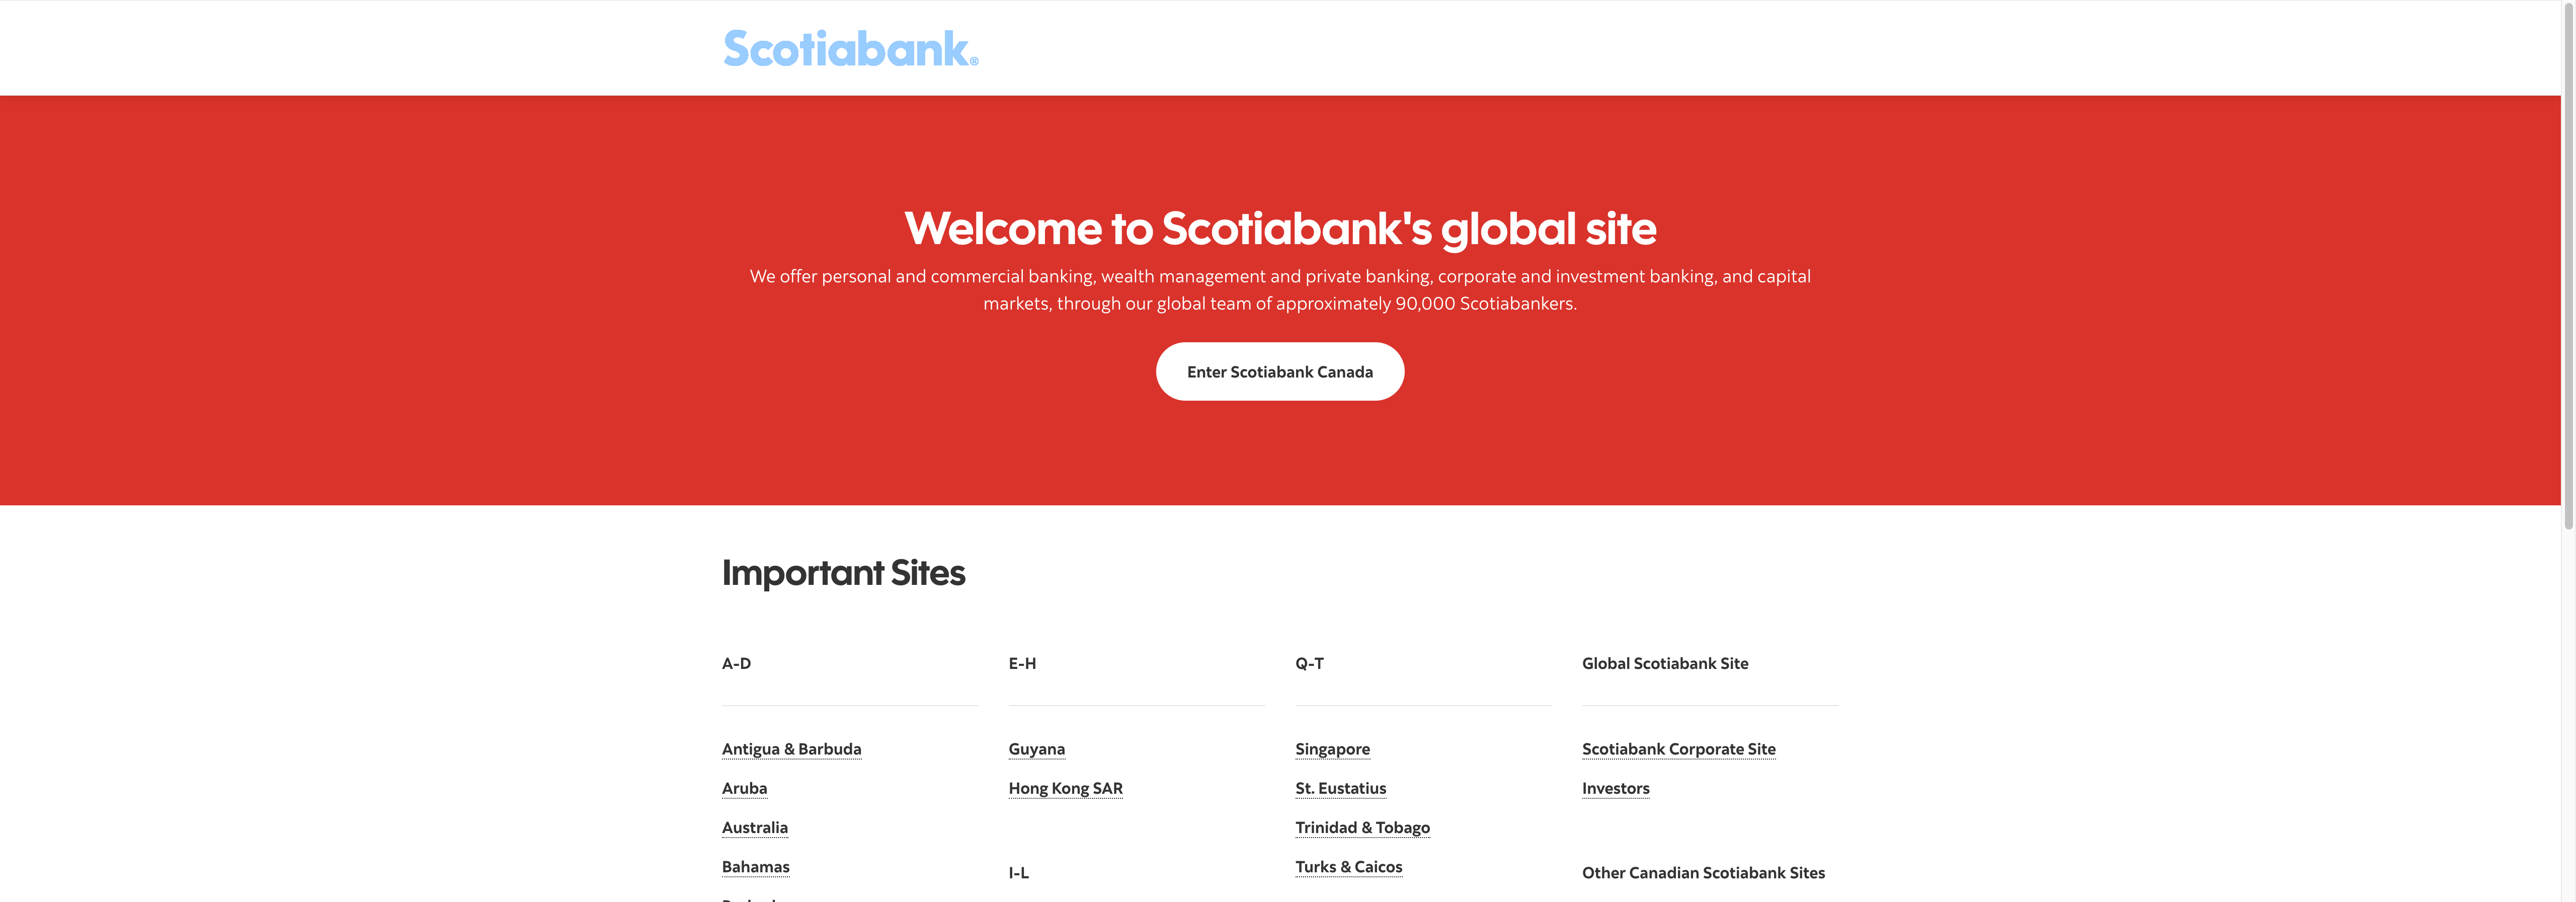 Scotiabank®
Welcome to Scotiabank's global site
We offer personal and commercial banking, wealth management and private banking, corporate and investment banking, and capital
markets, through our global team of approximately 90,000 Scotiabankers.
Enter Scotiabank Canada
Important Sites
A-D
Antigua & Barbuda
Aruba
Australia
Bahamas
E-H
Guyana
Hong Kong SAR
I-L
Q-T
Singapore
St. Eustatius
Trinidad & Tobago
Turks & Caicos
Global Scotiabank Site
Scotiabank Corporate Site
Investors
Other Canadian Scotiabank Sites